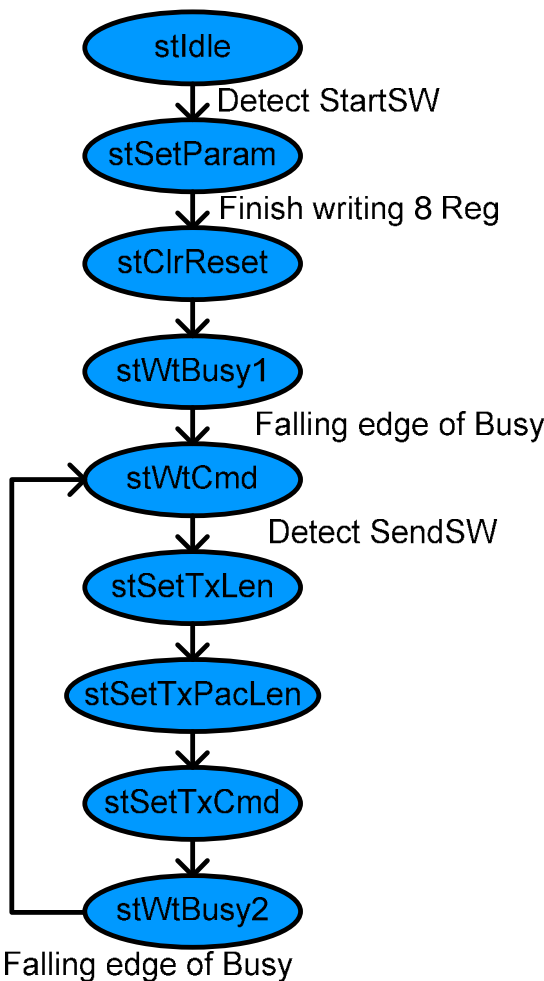 stIdle
Detect StartSW
stSetParam
Finish writing 8 Reg
stClrReset
stWtBusy1
Falling edge of Busy
stWtCmd
Detect SendSW
stSetTxLen
stSetTxPacLen
stSetTxCmd
stWtBusy2
Falling edge of Busy